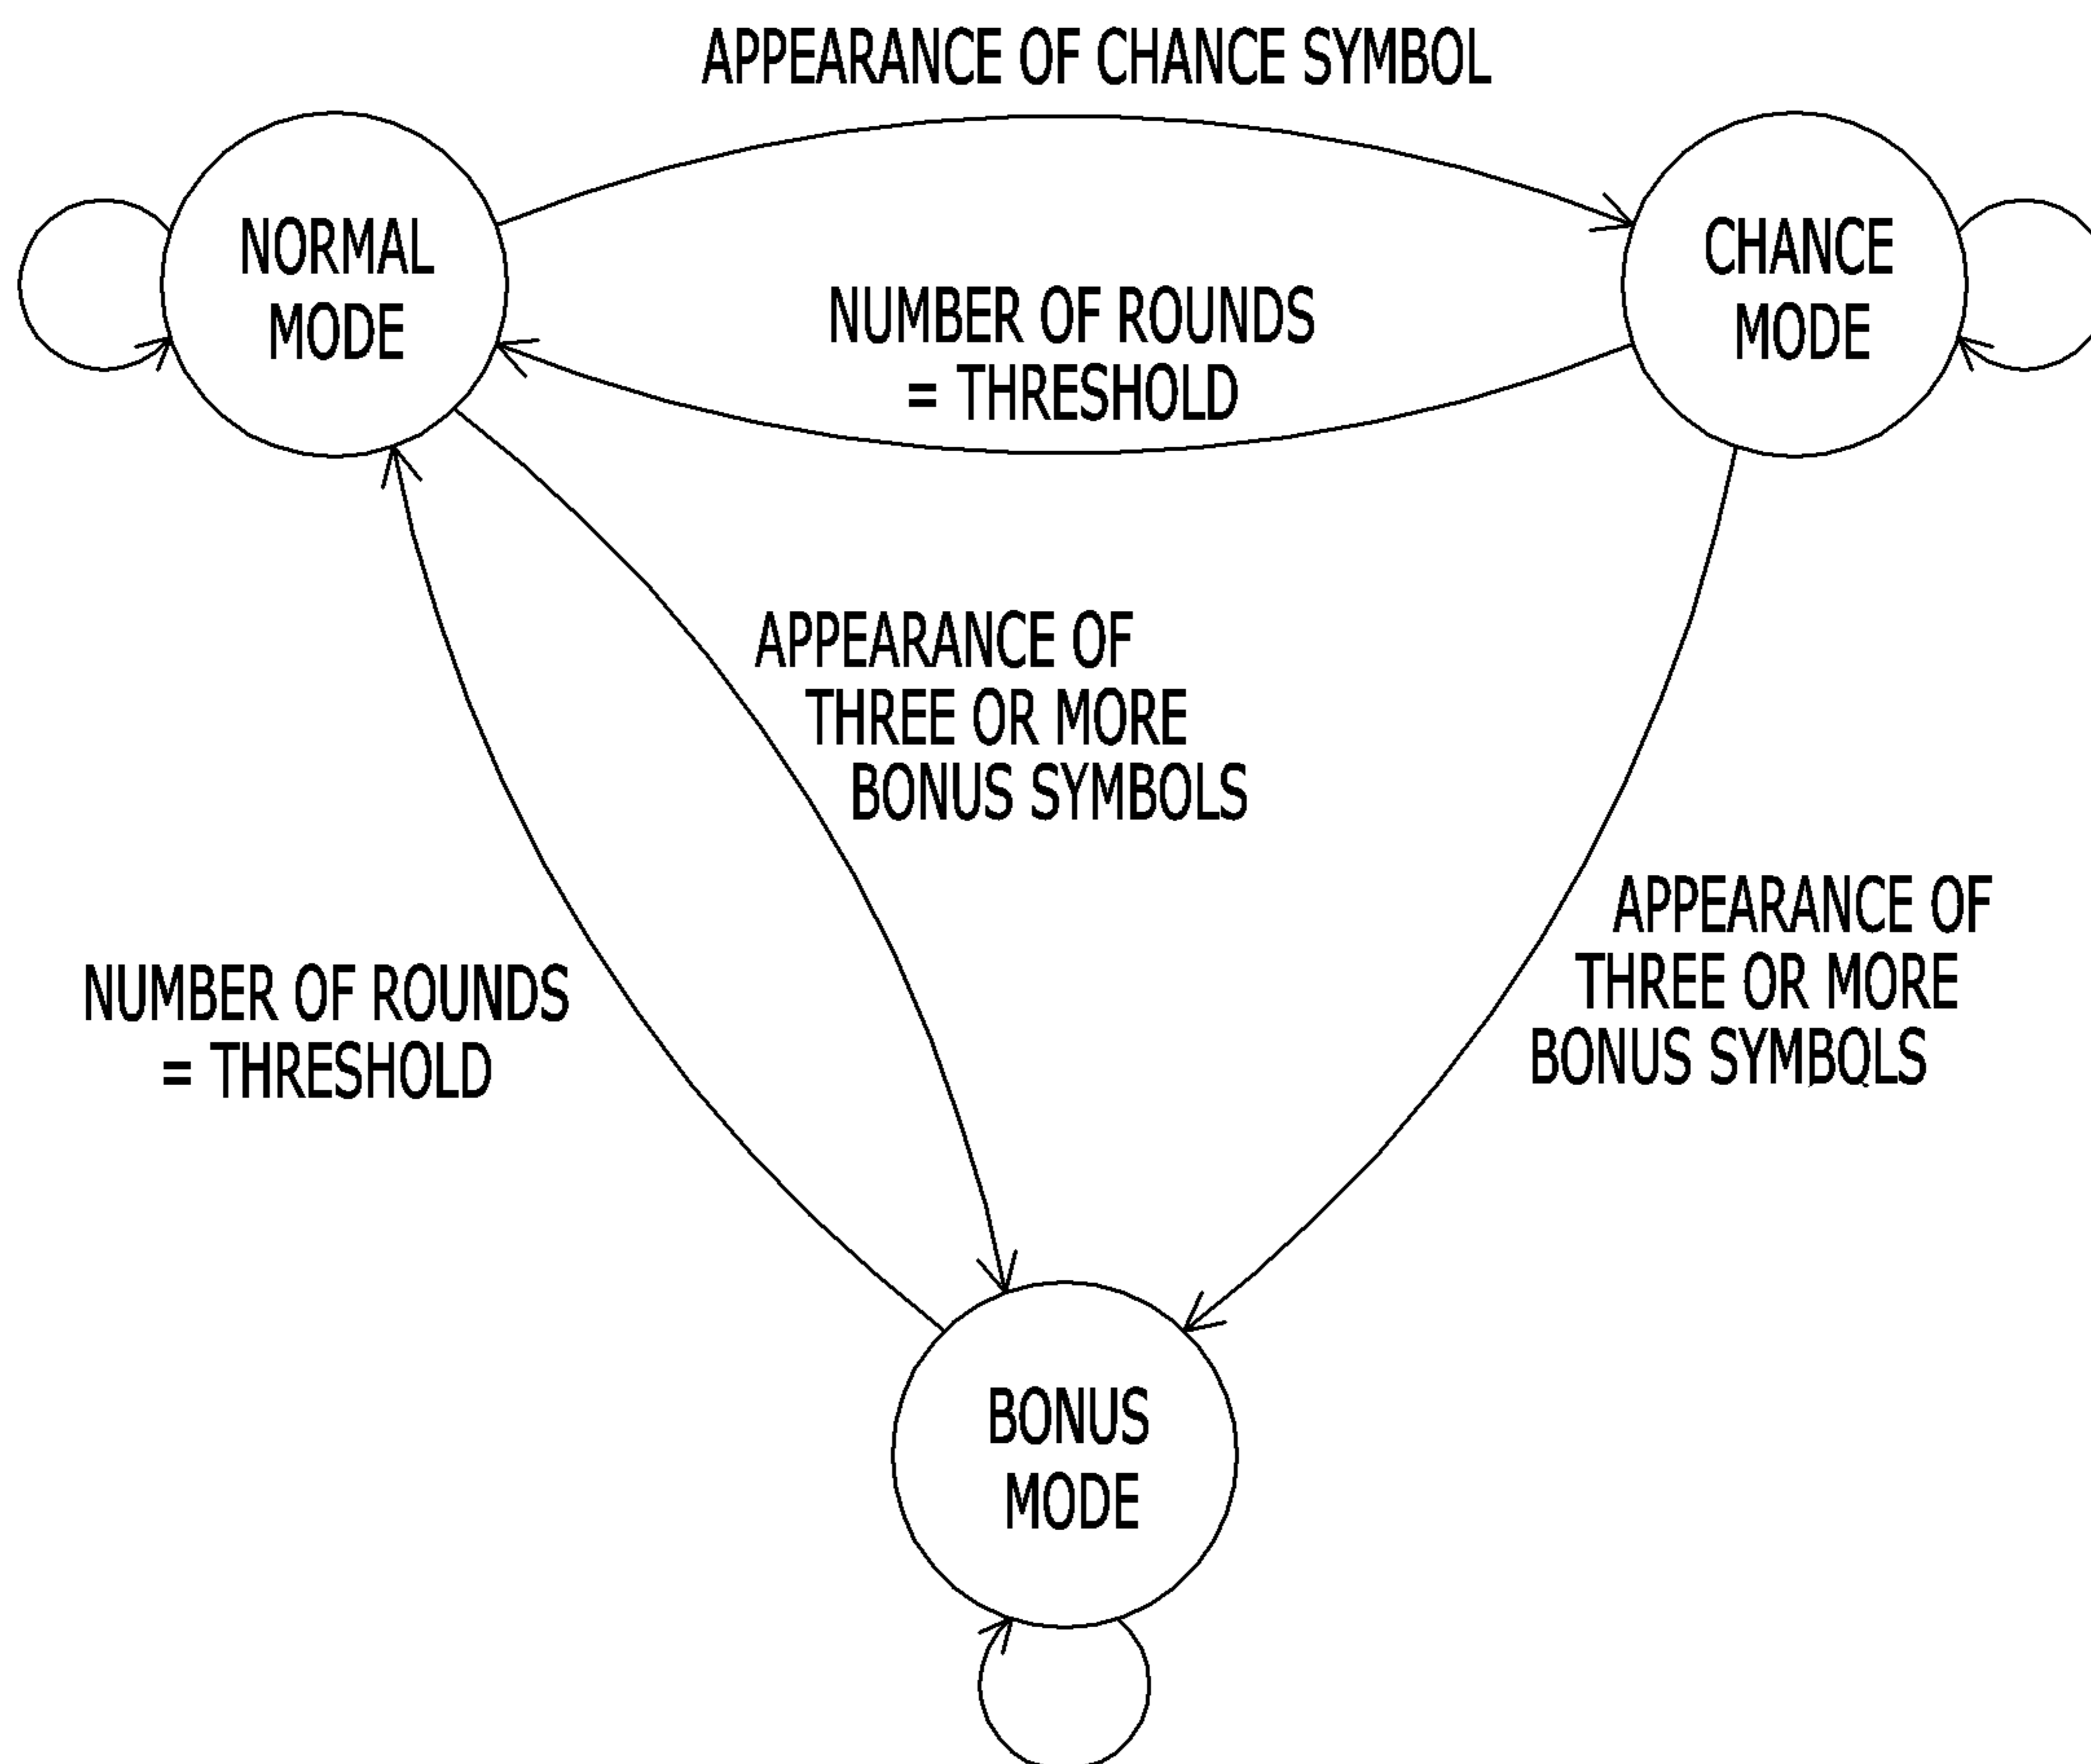 APPEARANCE OF CHANCE SYMBOL
NORMAL
MODE
CHANCE
MODE
NUMBER OF ROUNDS
= THRESHOLD
APPEARANCE OF
THREE OR MORE
BONUS SYMBOLS
APPEARANCE OF
THREE OR MORE
BONUS SYMBOLS
NUMBER OF ROUNDS
= THRESHOLD
BONUS
MODE